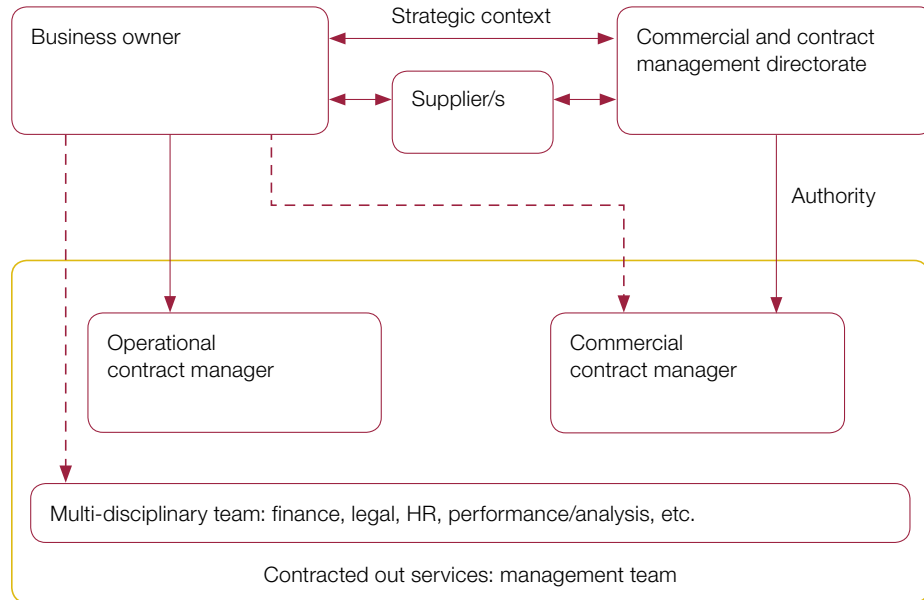 Strategic context
Business owner
Commercial and contract
management directorate
Supplier/s
Authority
Operational
contract manager
Commercial
contract manager
Multi-disciplinary team: finance, legal, HR, performance/analysis, etc.
Contracted out services: management team